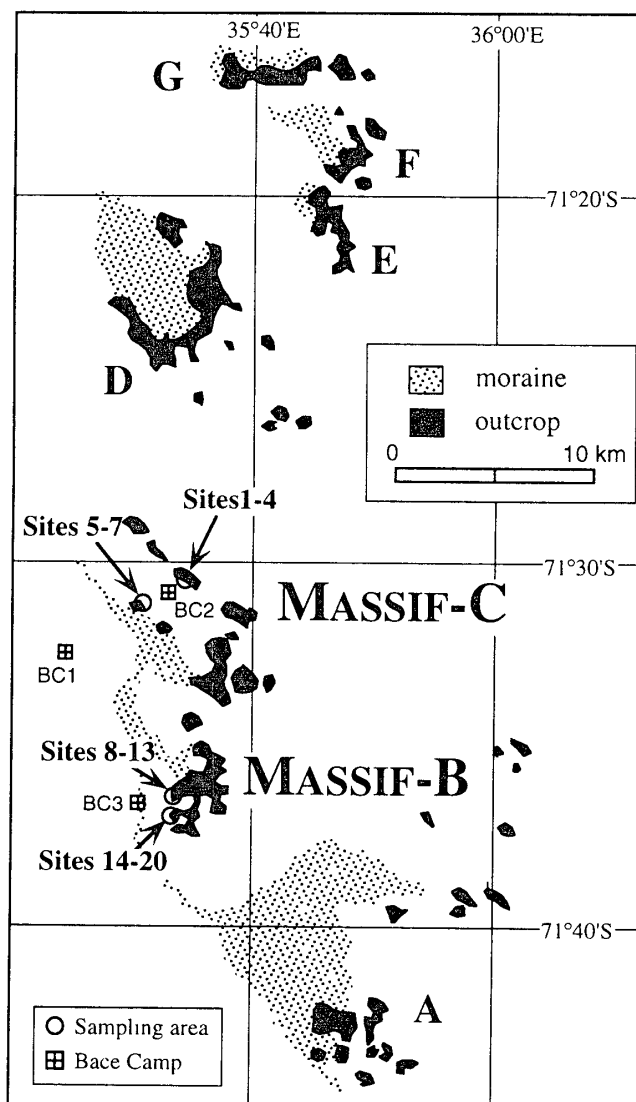 35°40'E
36°00'E
G
F
71°20'S
E
D
moraine
outcrop
0
10 km
Sites1-4
Sites 5-7
71°30'S
BC2
MASSIF-C
BC1
Sites 8-13
MASSIF-B
BC3
Sites 14-20
71°40'S
A
Sampling area
Bace Camp